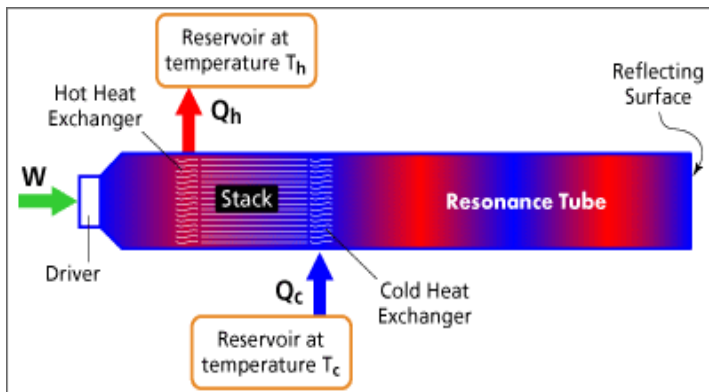 Reservoir at
temperature Th
Hot Heat
Exchanger
Qh
Reflecting
Surface
W
Stack
Resonance Tube
Driver
Qc
Cold Heat
Exchanger
Reservoir at
temperature Tc